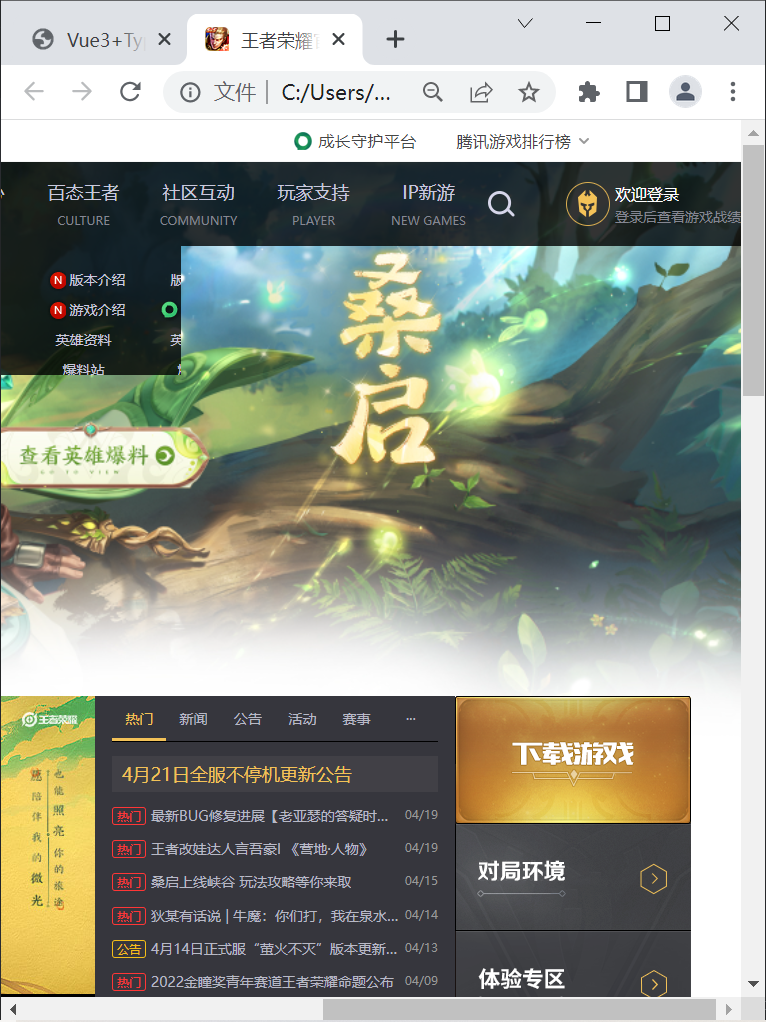 Vue3+Ty
王者荣耀官
文件
C:/Users/...
成长守护平台
腾讯游戏排行榜
百态王者
社区互动
玩家支持
IP新游
CULTURE
COMMUNITY
PLAYER
NEW GAMES
欢迎登录
登录后查看游戏战绩
N 版本介绍
版
N 游戏介绍
英雄资料
英
爆料站
桑启
查看英雄爆料
GO TO VIEW
王者荣耀
也能照亮你的旅途
陪伴我的微光
热门
新闻
公告
活动
赛事
...
4月21日全服不停机更新公告
热门 最新BUG修复进展【老亚瑟的答疑时... 04/19
热门 王者改娃达人言吾豪! 《营地·人物》 04/19
热门 桑启上线峡谷 玩法攻略等你来取 04/15
热门 狄某有话说 | 牛魔：你们打，我在泉水... 04/14
公告 4月14日正式服“萤火不灭”版本更新... 04/13
热门 2022金瞳奖青年赛道王者荣耀命题公布 04/09
下载游戏
对局环境
体验专区